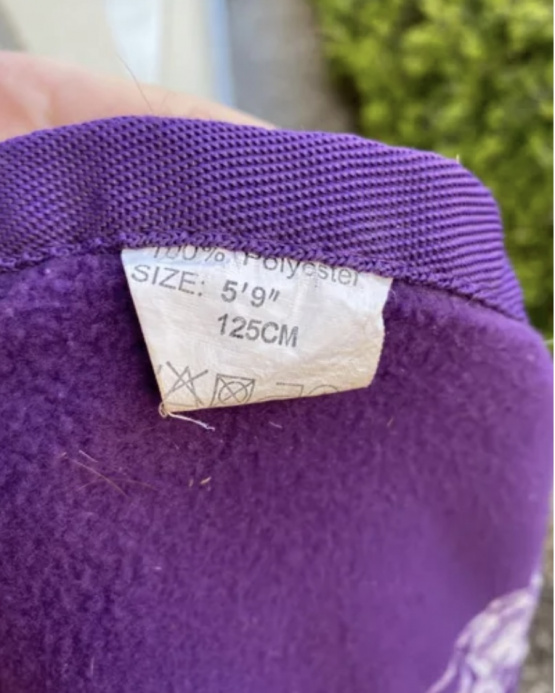 100% Polyester
SIZE: 5'9"
125CM